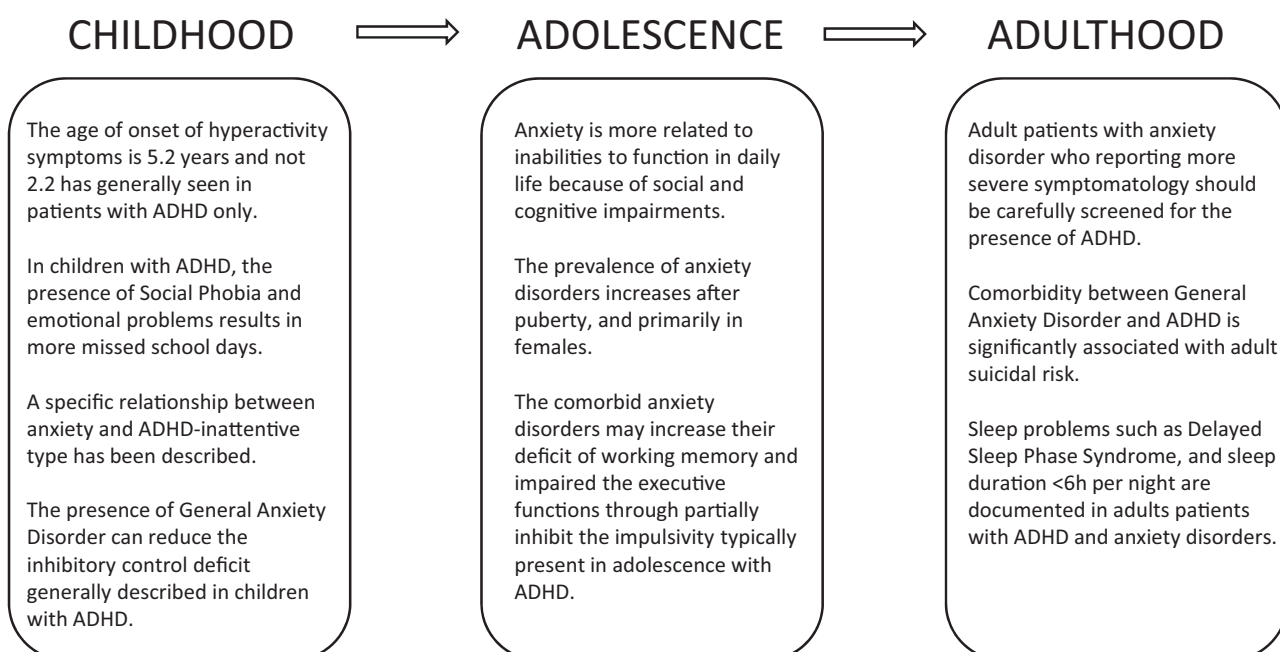 CHILDHOOD
ADOLESCENCE
ADULTHOOD
The age of onset of hyperactivity
symptoms is 5.2 years and not
2.2 has generally seen in
patients with ADHD only.
In children with ADHD, the
presence of Social Phobia and
emotional problems results in
more missed school days.
A specific relationship between
anxiety and ADHD-inattentive
type has been described.
The presence of General Anxiety
Disorder can reduce the
inhibitory control deficit
generally described in children
with ADHD.
Anxiety is more related to
inabilities to function in daily
life because of social and
cognitive impairments.
The prevalence of anxiety
disorders increases after
puberty, and primarily in
females.
The comorbid anxiety
disorders may increase their
deficit of working memory and
impaired the executive
functions through partially
inhibit the impulsivity typically
present in adolescence with
ADHD.
Adult patients with anxiety
disorder who reporting more
severe symptomatology should
be carefully screened for the
presence of ADHD.
Comorbidity between General
Anxiety Disorder and ADHD is
significantly associated with adult
suicidal risk.
Sleep problems such as Delayed
Sleep Phase Syndrome, and sleep
duration <6h per night are
documented in adults patients
with ADHD and anxiety disorders.